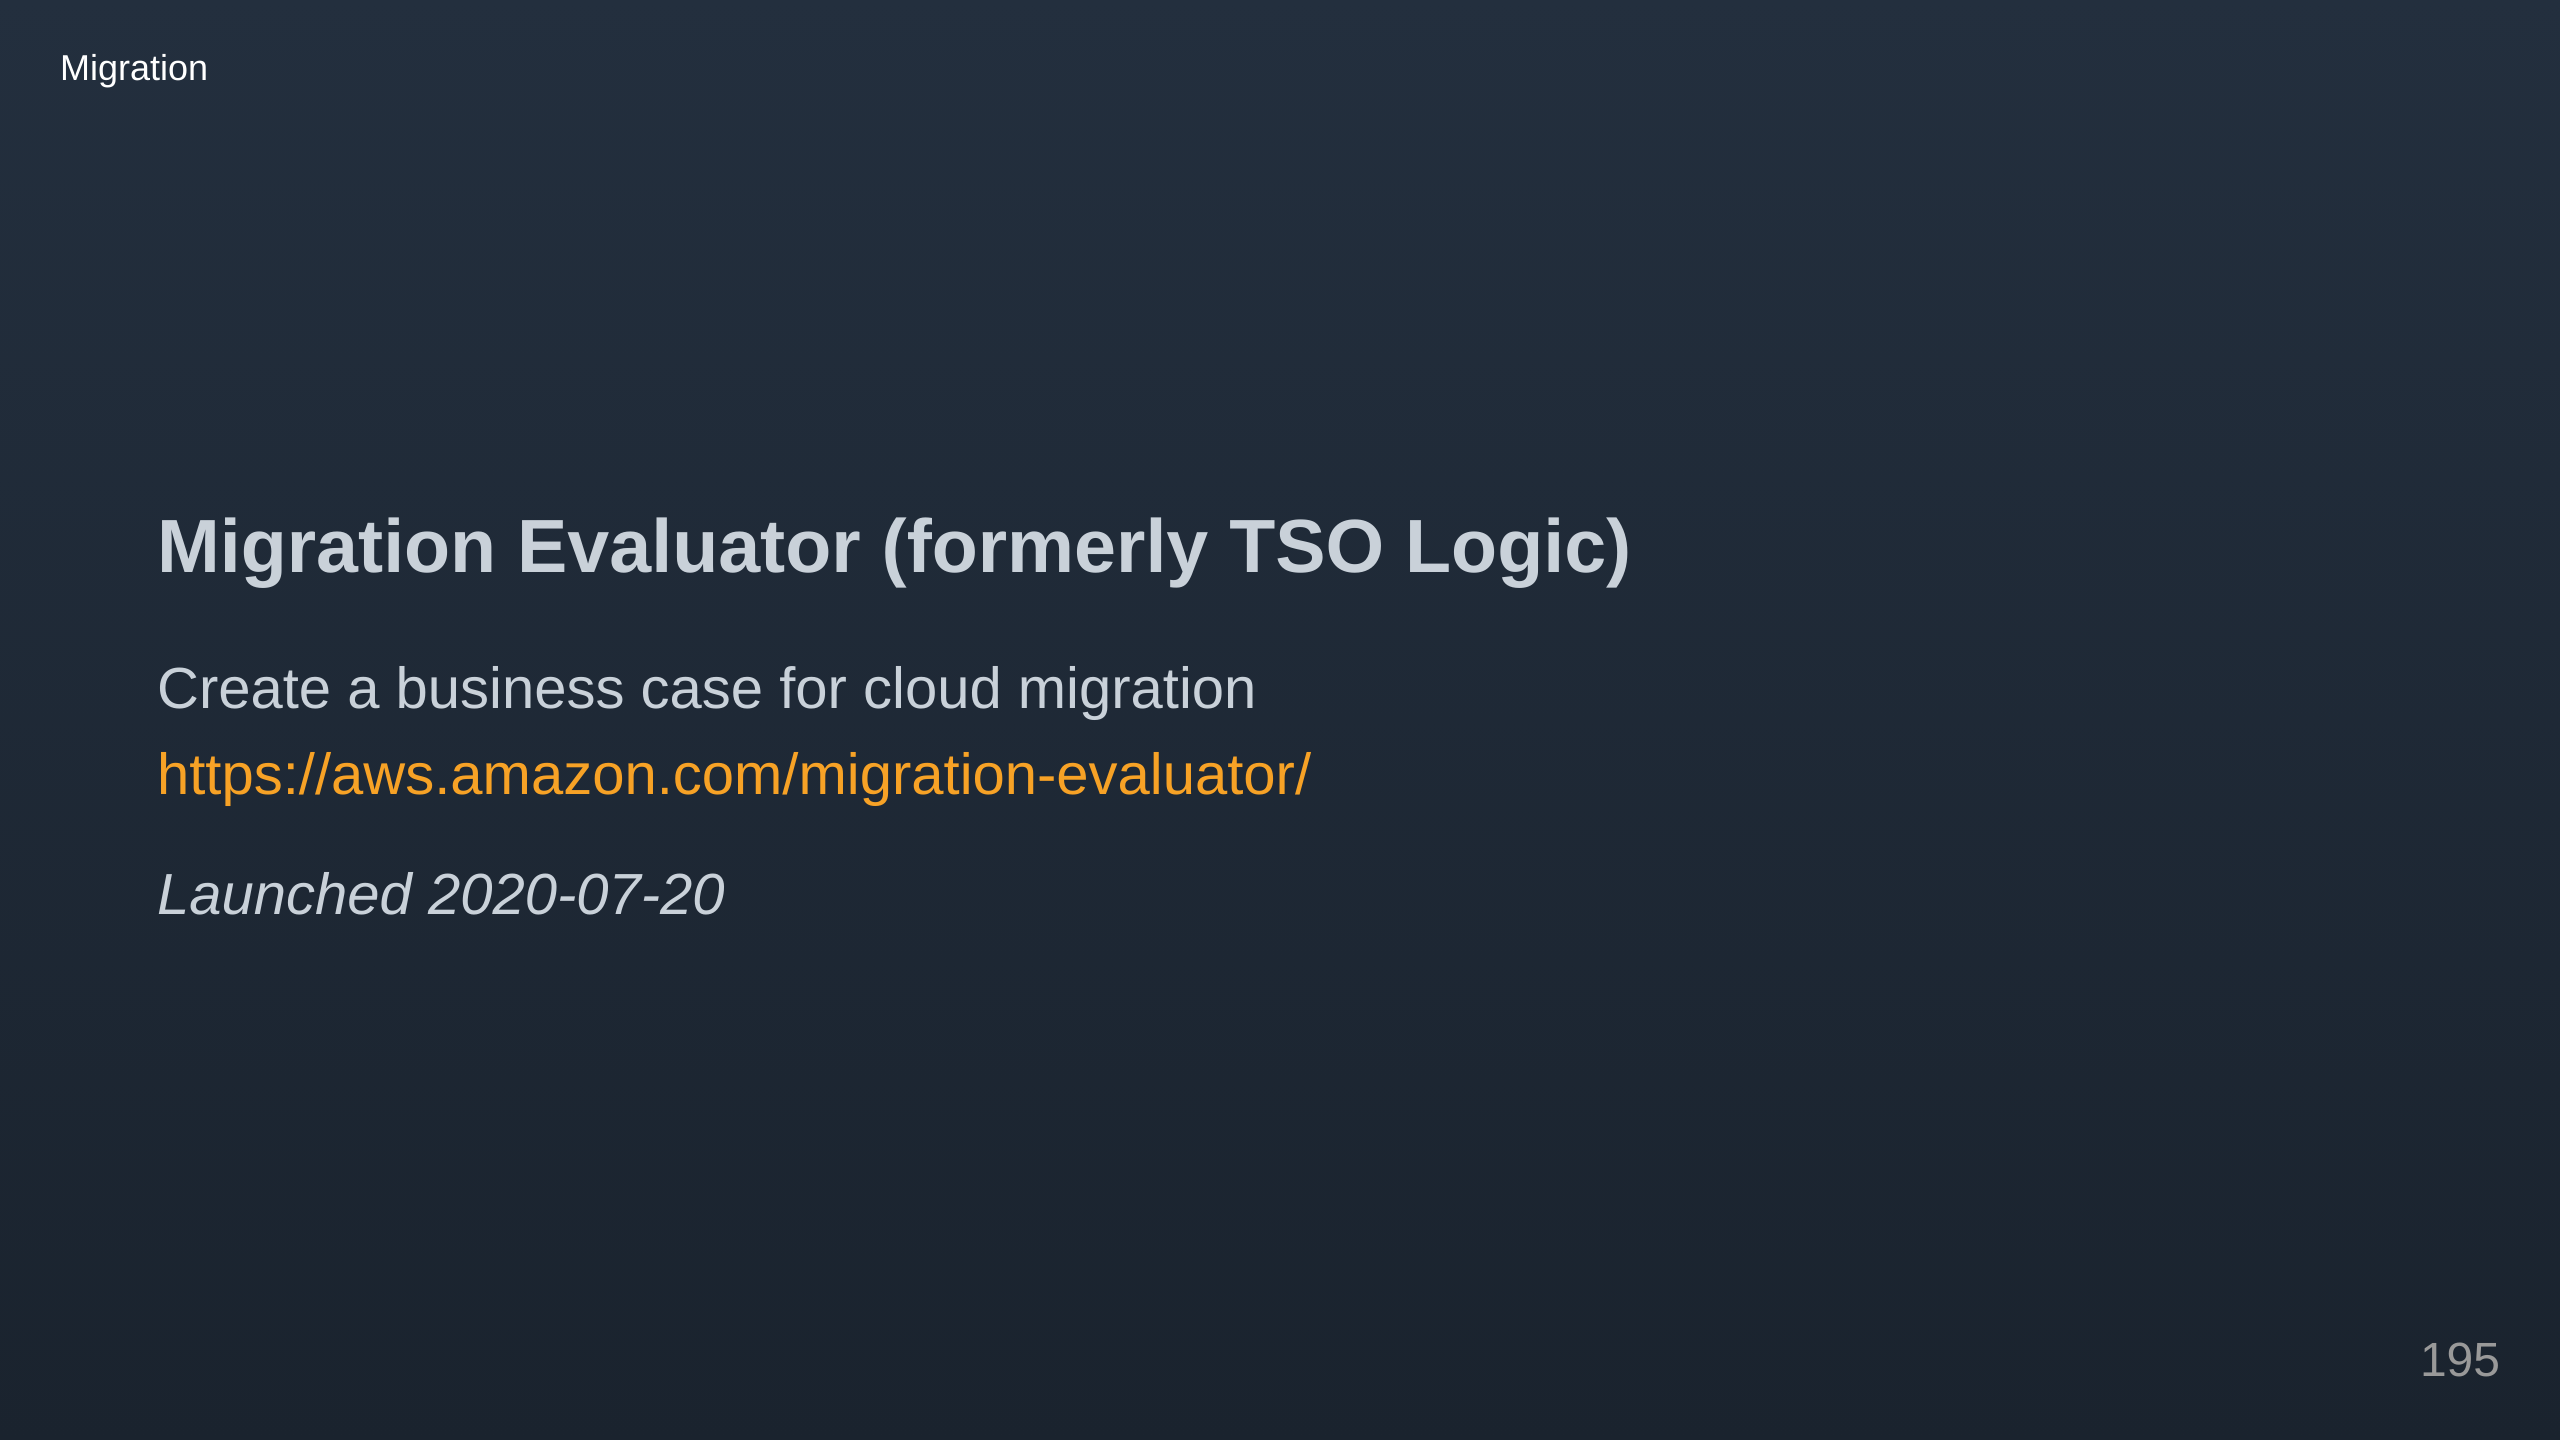 Migration
Migration Evaluator (formerly TSO Logic)
Create a business case for cloud migration
https://aws.amazon.com/migration-evaluator/
Launched 2020-07-20
195